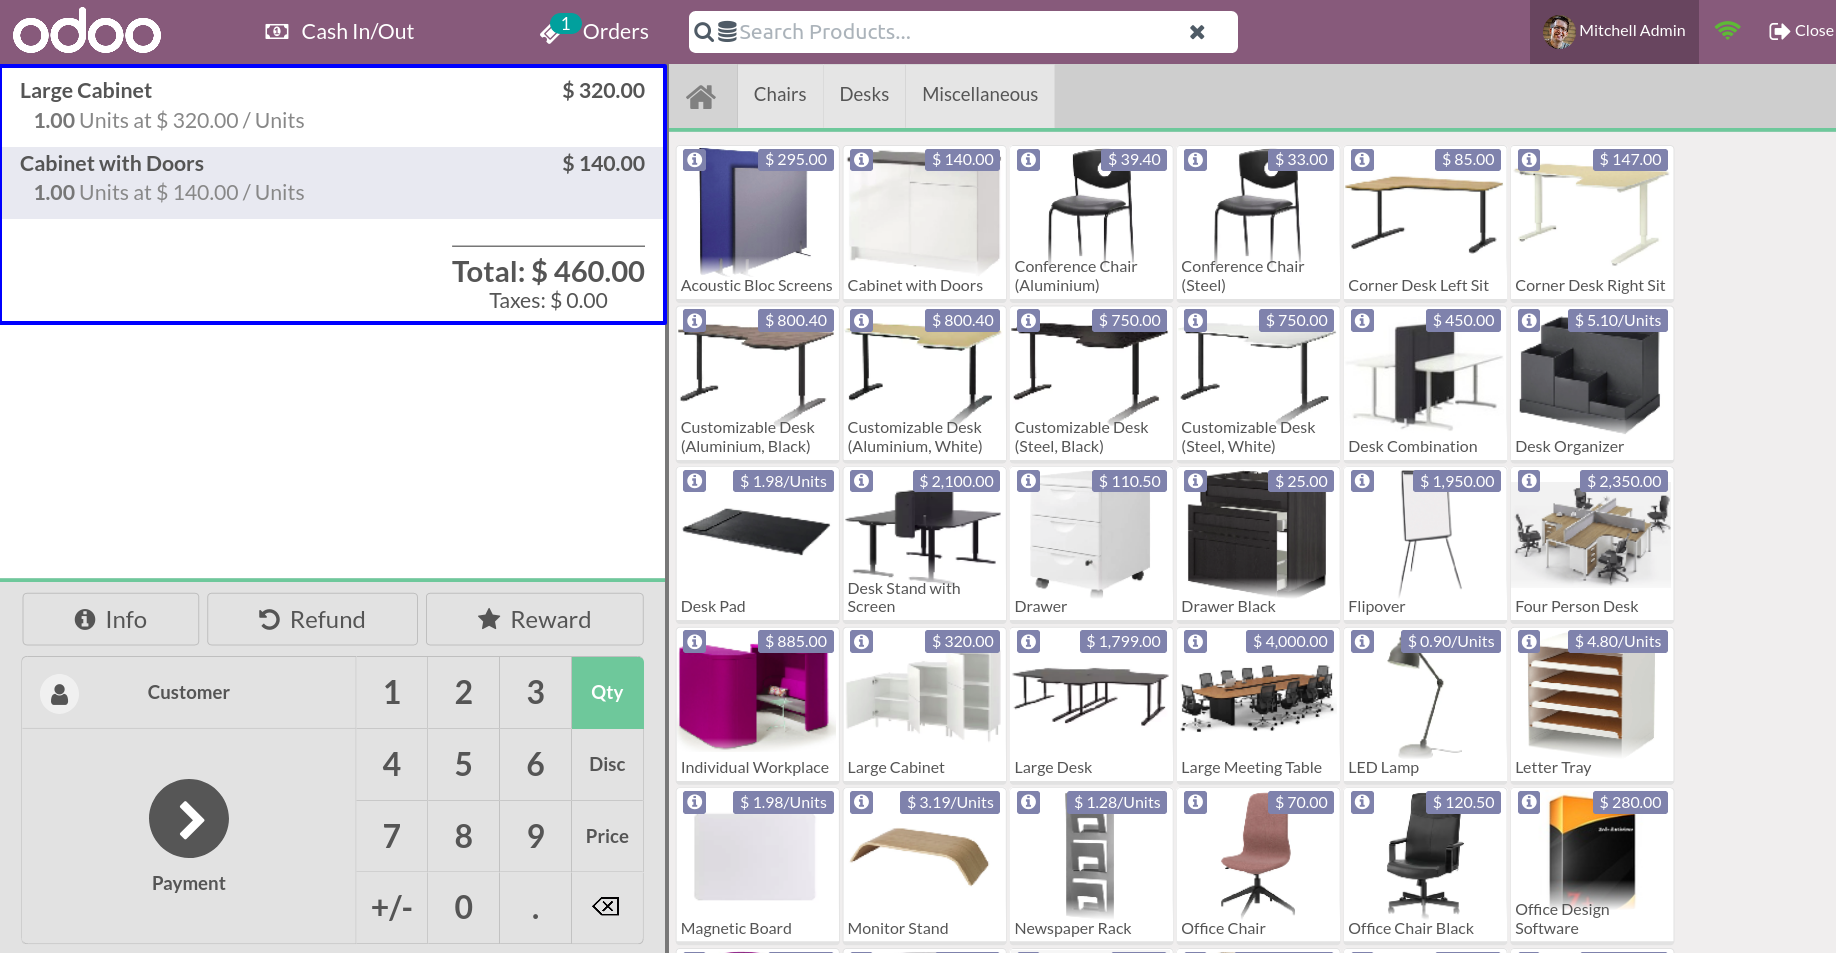 odoo
Cash In/Out
1
Orders
Search Products...
Mitchell Admin
Close
Large Cabinet $ 320.00
1.00 Units at $ 320.00 / Units
Cabinet with Doors $ 140.00
1.00 Units at $ 140.00 / Units
Total: $ 460.00
Taxes: $ 0.00
Info
Refund
Reward
Customer
1 2 3 Qty
4 5 6 Disc
7 8 9 Price
+/- 0 .
Payment
Chairs
Desks
Miscellaneous
$ 295.00
Acoustic Bloc Screens
$ 140.00
Cabinet with Doors
$ 39.40
Conference Chair
(Aluminium)
$ 33.00
Conference Chair
(Steel)
$ 85.00
Corner Desk Left Sit
$ 147.00
Corner Desk Right Sit
$ 800.40
Customizable Desk
(Aluminium, Black)
$ 800.40
Customizable Desk
(Aluminium, White)
$ 750.00
Customizable Desk
(Steel, Black)
$ 750.00
Customizable Desk
(Steel, White)
$ 450.00
Desk Combination
$ 5.10/Units
Desk Organizer
$ 1.98/Units
Desk Pad
$ 2,100.00
Desk Stand with
Screen
$ 110.50
Drawer
$ 25.00
Drawer Black
$ 1,950.00
Flipover
$ 2,350.00
Four Person Desk
$ 885.00
Individual Workplace
$ 320.00
Large Cabinet
$ 1,799.00
Large Desk
$ 4,000.00
Large Meeting Table
$ 0.90/Units
LED Lamp
$ 4.80/Units
Letter Tray
$ 1.98/Units
Magnetic Board
$ 3.19/Units
Monitor Stand
$ 1.28/Units
Newspaper Rack
$ 70.00
Office Chair
$ 120.50
Office Chair Black
$ 280.00
Office Design
Software